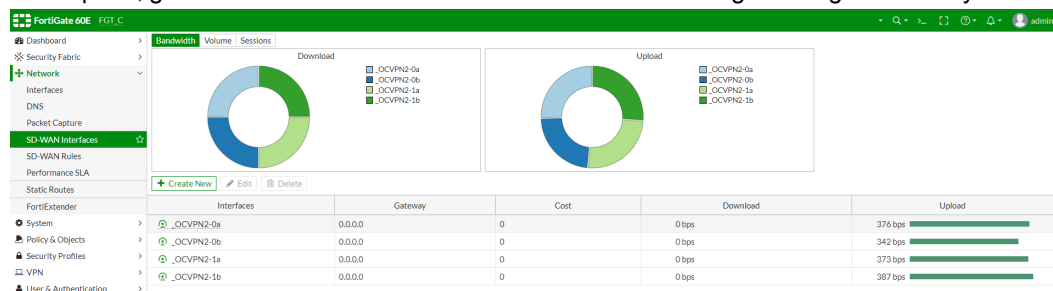 FortiGate 60E FGT_C
admin
Dashboard
Security Fabric
Network
Interfaces
DNS
Packet Capture
SD-WAN Interfaces
SD-WAN Rules
Performance SLA
Static Routes
FortiExtender
System
Policy & Objects
Security Profiles
VPN
User & Authentication
Bandwidth Volume Sessions
Download
_OCVPN2-0a
_OCVPN2-0b
_OCVPN2-1a
_OCVPN2-1b
Upload
_OCVPN2-0a
_OCVPN2-0b
_OCVPN2-1a
_OCVPN2-1b
+ Create New Edit Delete
Interfaces Gateway Cost Download Upload
_OCVPN2-0a 0.0.0.0 0 0 bps 376 bps
_OCVPN2-0b 0.0.0.0 0 0 bps 342 bps
_OCVPN2-1a 0.0.0.0 0 0 bps 373 bps
_OCVPN2-1b 0.0.0.0 0 0 bps 387 bps